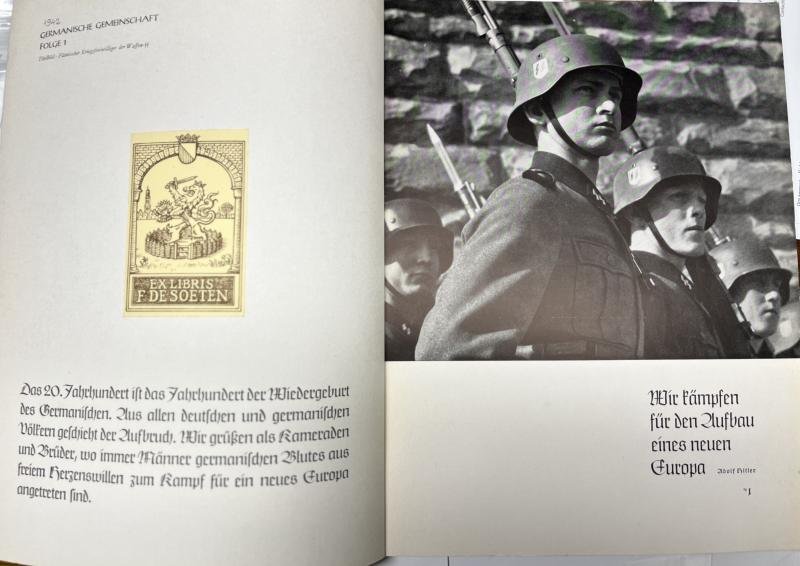 1942
GERMANISCHE GEMEINSCHAFT
FOLGE 1
Titelbild: Flämischer Kriegsfreiwilliger der Waffen-SS
EX LIBRIS
F. DE SOETEN
Das 20. Jahrhundert ist das Jahrhundert der Wiedergeburt
des Germanischen. Aus allen deutschen und germanischen
Völkern geschieht der Aufbruch. Wir grüßen als Kameraden
und Brüder, wo immer Männer germanischen Blutes aus
freiem Herzenswillen zum Kampf für ein neues Europa
angetreten sind.
Wir kämpfen
für den Aufbau
eines neuen
Europa Adolf Hitler